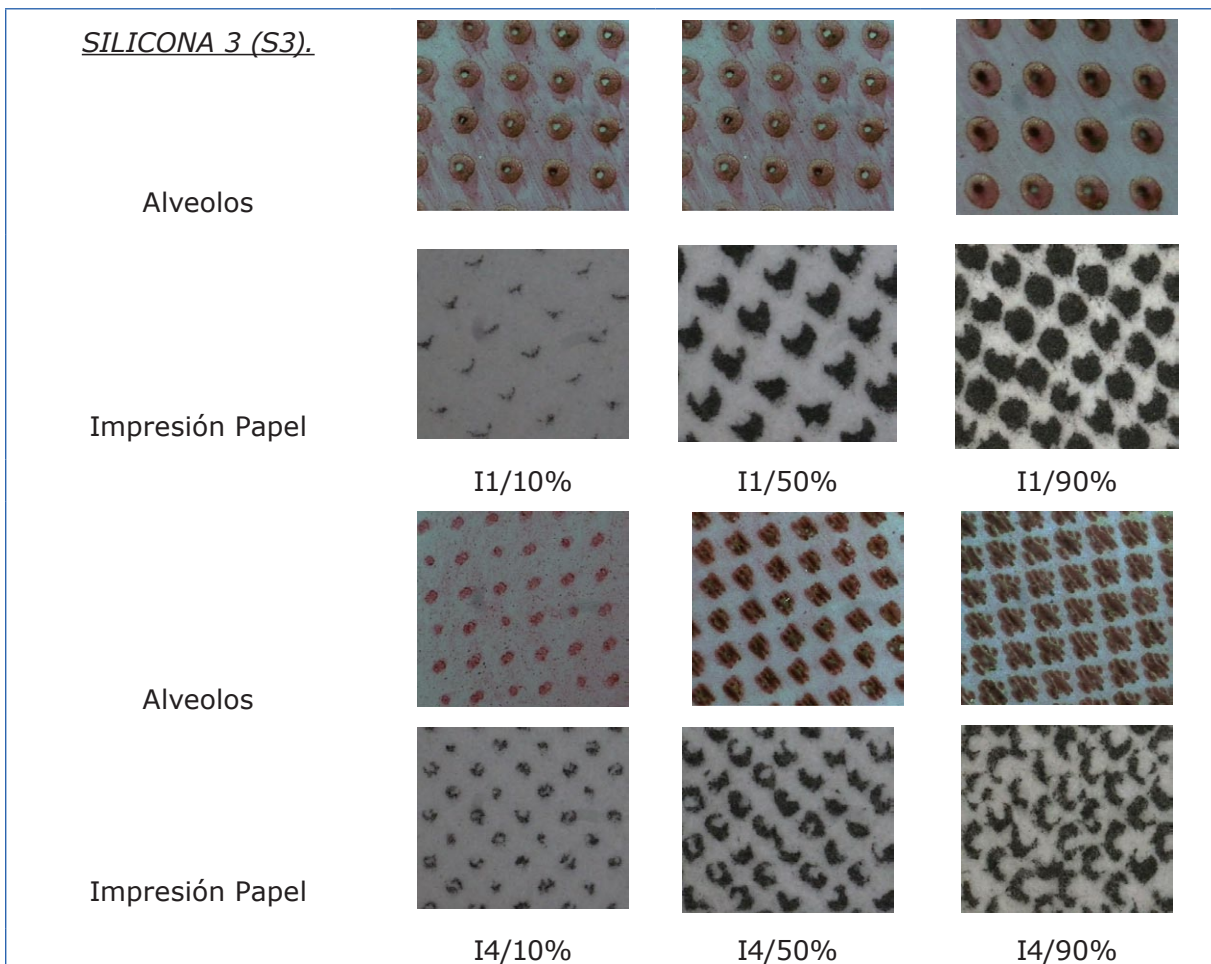 SILICONA 3 (S3).
Alveolos
Impresión Papel
I1/10% I1/50% I1/90%
Alveolos
Impresión Papel
I4/10% I4/50% I4/90%